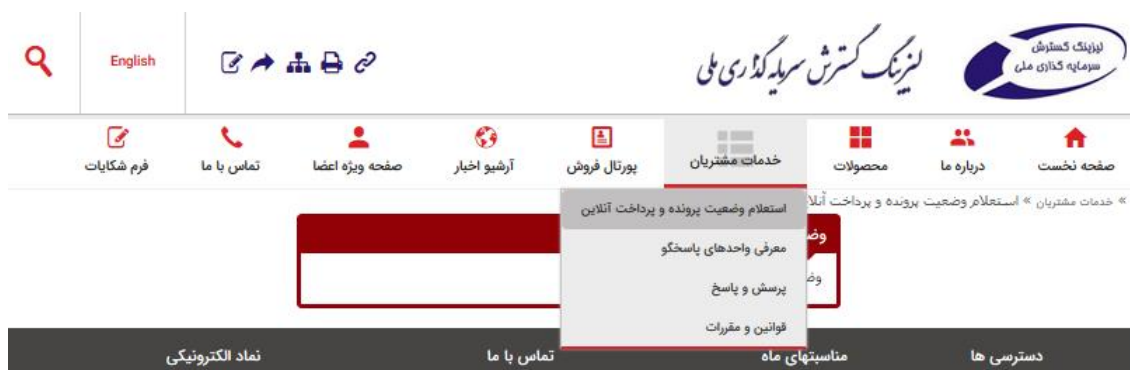 لیزینگ گسترش
سرمایه گذاری ملی
لیزینگ گسترش سرمایه گذاری ملی
English
صفحه نخست
درباره ما
محصولات
خدمات مشتریان
پورتال فروش
آرشیو اخبار
صفحه ویژه اعضا
تماس با ما
فرم شکایات
» خدمات مشتریان » استعلام وضعیت پرونده و پرداخت آنلا
استعلام وضعیت پرونده و پرداخت آنلاین
معرفی واحدهای پاسخگو
پرسش و پاسخ
قوانین و مقررات
دسترسی ها
مناسبتهای ماه
تماس با ما
نماد الکترونیکی